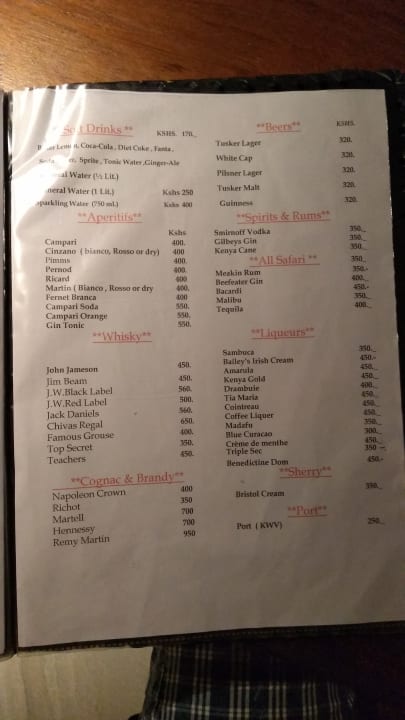 **Soft Drinks ** KSHS. 170._
Bitter Lemon, Coca-Cola , Diet Coke , Fanta ,
Soda Water, Sprite , Tonic Water ,Ginger-Ale
Mineral Water (½ Lit.)
Mineral Water (1 Lit.) Kshs 250
Sparkling Water (750 mL) Kshs 400
**Aperitifs**
Kshs
Campari 400.
Cinzano ( bianco, Rosso or dry) 400
Pimms 400.
Pernod 400.
Ricard 400.
Martin ( Bianco , Rosso or dry 400.
Fernet Branca 400
Campari Soda 550.
Campari Orange 550.
Gin Tonic 550.
**Whisky**
John Jameson 450.
Jim Beam 450.
J.W.Black Label 560.
J.W.Red Label 500.
Jack Daniels 560.
Chivas Regal 650.
Famous Grouse 400.
Top Secret 350.
Teachers 450.
**Cognac & Brandy**
Napoleon Crown 400
Richot 350
Martell 700
Hennessy 700
Remy Martin 950
**Beers** KSHS.
Tusker Lager 320.
White Cap 320.
Pilsner Lager 320.
Tusker Malt 320.
Guinness 320.
**Spirits & Rums**
Smirnoff Vodka 350._
Gilbeys Gin 350._
Kenya Cane 350._
**All Safari ** 350._
Meekin Rum 350.-
Beefeater Gin 400._
Bacardi 450.-
Malibu 350._
Tequila 400._
**Liqueurs**
Sambuca 350._
Bailey's Irish Cream 450.-
Amarula 450._
Kenya Gold 450._
Drambuie 400._
Tia Maria 450._
Cointreau 450._
Coffee Liquer 450._
Madafu 350._
Blue Curacao 300._
Crème de menthe 450._
Triple Sec 350 –.
Benedictine Dom 450.-
**Sherry**
Bristol Cream 350._
**Port**
Port ( KWV) 250._